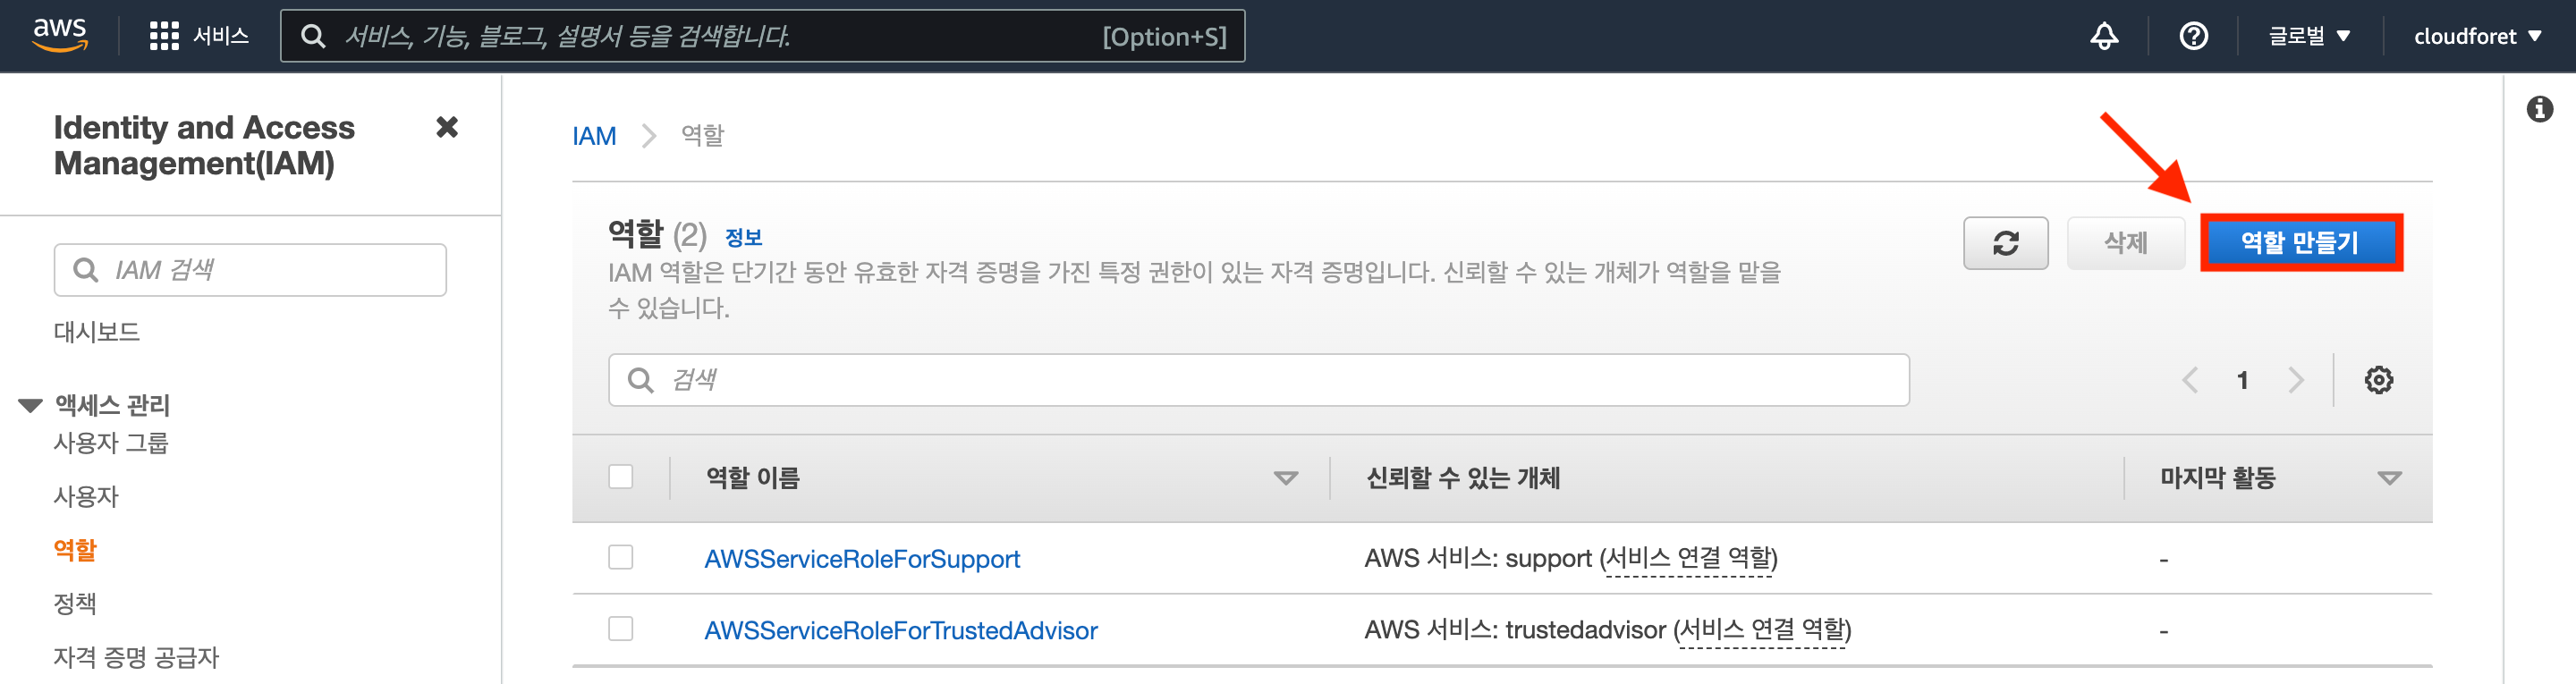 aws
서비스
서비스, 기능, 블로그, 설명서 등을 검색합니다.
[Option+S]
글로벌
cloudforet
Identity and Access
Management(IAM)
IAM 검색
대시보드
액세스 관리
사용자 그룹
사용자
역할
정책
자격 증명 공급자
IAM
역할
역할 (2) 정보
IAM 역할은 단기간 동안 유효한 자격 증명을 가진 특정 권한이 있는 자격 증명입니다. 신뢰할 수 있는 개체가 역할을 맡을
수 있습니다.
삭제
역할 만들기
검색
1
역할 이름
신뢰할 수 있는 개체
마지막 활동
AWSServiceRoleForSupport
AWS 서비스: support (서비스 연결 역할)
-
AWSServiceRoleForTrustedAdvisor
AWS 서비스: trustedadvisor (서비스 연결 역할)
-